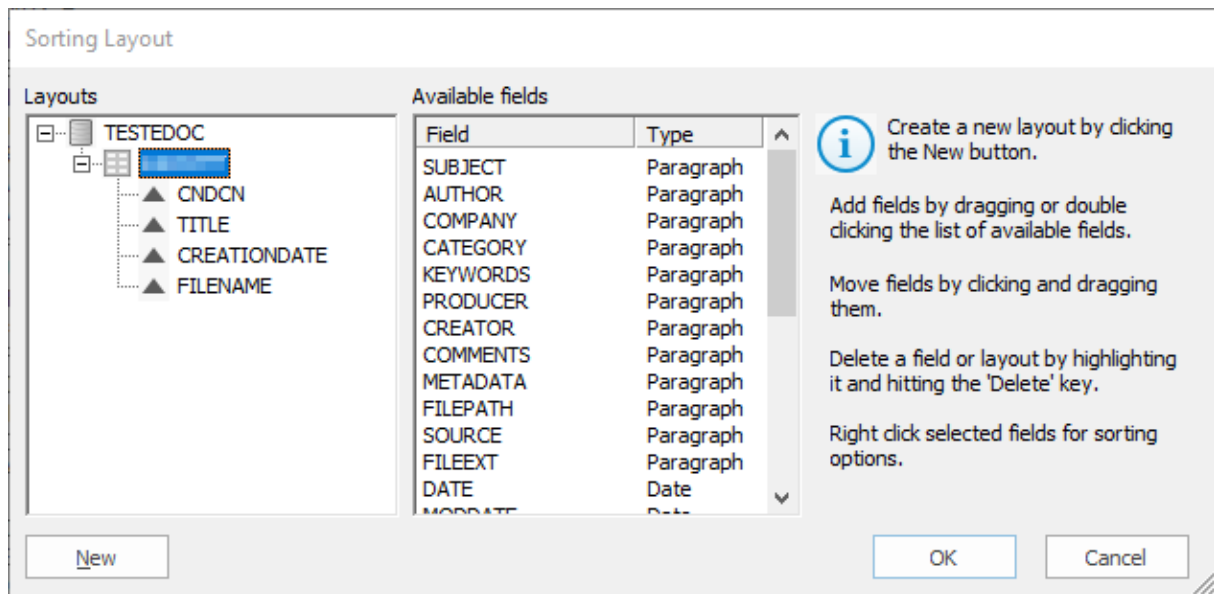 Sorting Layout
Layouts
TESTEDOC
CNDCN
TITLE
CREATIONDATE
FILENAME
Available fields
Field Type
SUBJECT Paragraph
AUTHOR Paragraph
COMPANY Paragraph
CATEGORY Paragraph
KEYWORDS Paragraph
PRODUCER Paragraph
CREATOR Paragraph
COMMENTS Paragraph
METADATA Paragraph
FILEPATH Paragraph
SOURCE Paragraph
FILEEXT Paragraph
DATE Date
MODDATE Date
i
Create a new layout by clicking
the New button.
Add fields by dragging or double
clicking the list of available fields.
Move fields by clicking and dragging
them.
Delete a field or layout by highlighting
it and hitting the 'Delete' key.
Right click selected fields for sorting
options.
New
OK
Cancel